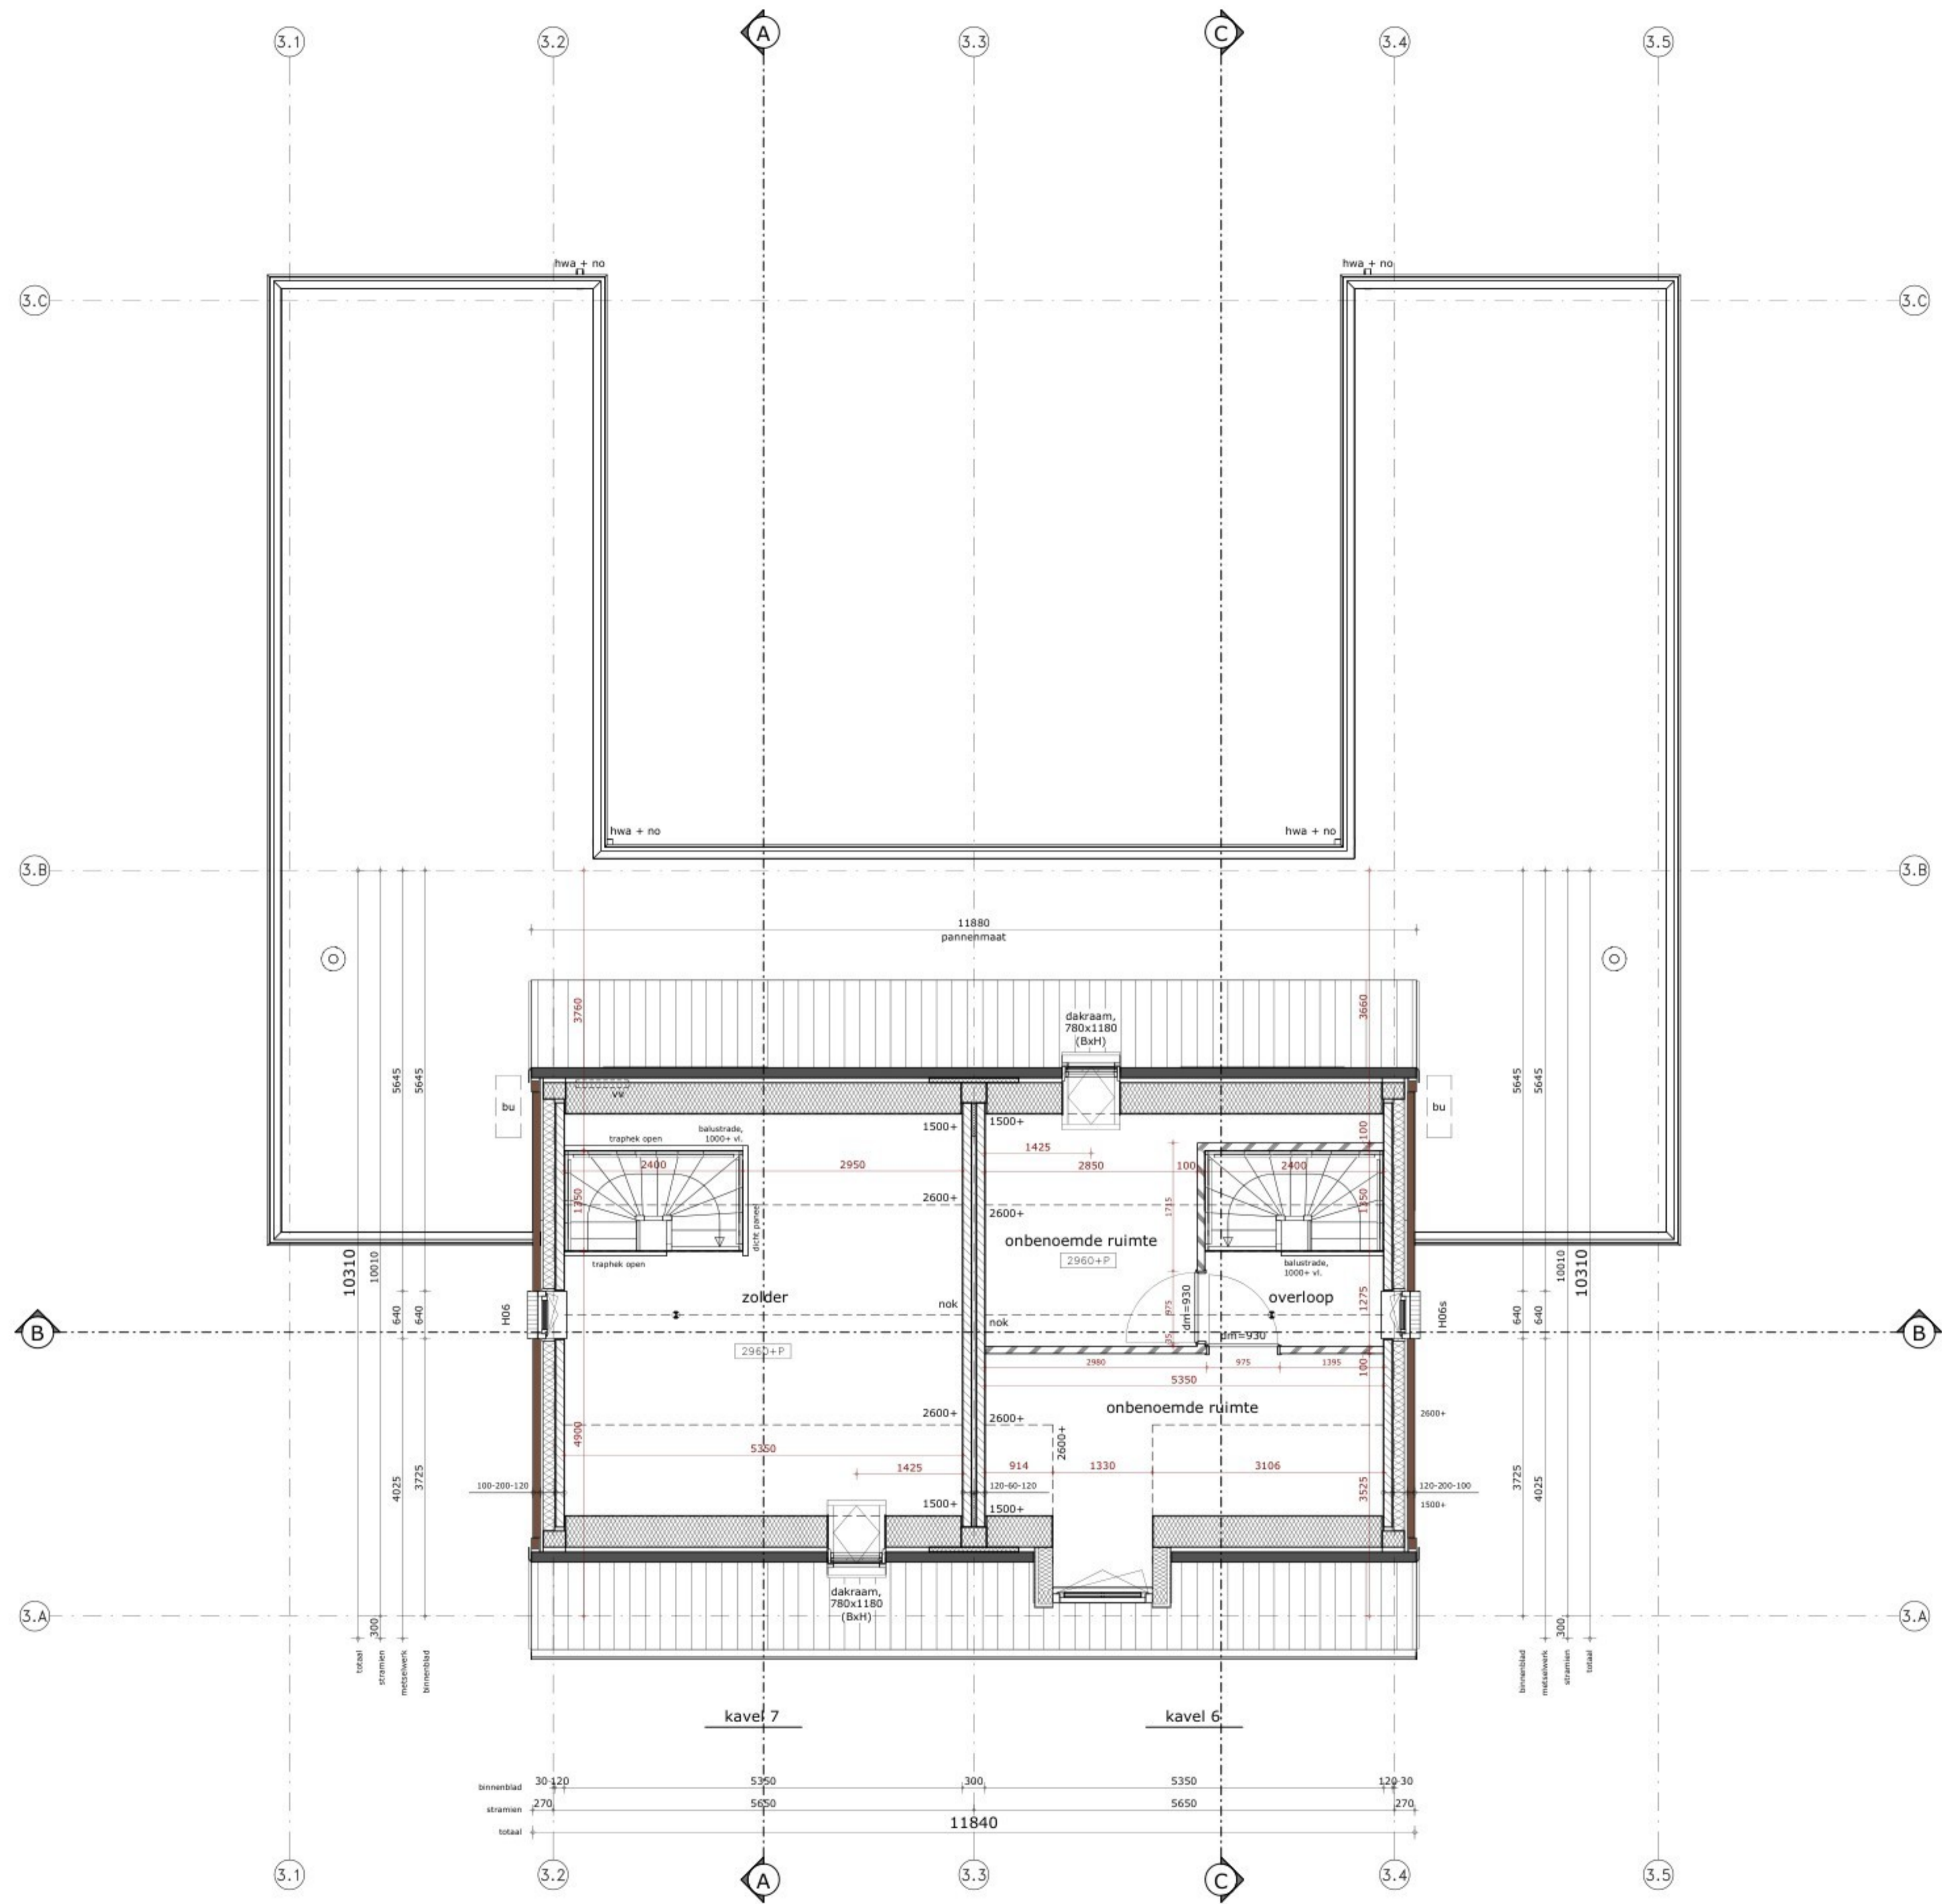 3.1
3.2
A
3.3
C
3.4
3.5
hwa + no
hwa + no
3.C
3.C
hwa + no
hwa + no
3.B
3.B
11880
pannenmaat
3760
3660
dakraam,
780x1180
(BxH)
5645
5645
5645
5645
bu
vv
bu
1500+
1500+
traphek open
balustrade,
1000+ vl.
1425
100
2400
2950
2850
100
2400
1350
1715
1350
2600+
2600+
dicht paneel
onbenoemde ruimte
2960+P
traphek open
balustrade,
1000+ vl.
10310
10010
10010
10310
zolder
overloop
nok
nok
975
dm=930
1275
640
640
H06
H06s
640
640
35
dm=930
B
B
2960+P
2980
975
1395
100
5350
onbenoemde ruimte
2600+
2600+
2600+
2600+
4900
5350
914
1330
3106
1425
4025
3725
3725
4025
100-200-120
120-60-120
3525
120-200-100
1500+
1500+
1500+
dakraam,
780x1180
(BxH)
3.A
3.A
300
300
totaal
stramien
metselwerk
binnenblad
binnenblad
metselwerk
stramien
totaal
kavel 7
kavel 6
binnenblad
30 120
5350
300
5350
120 30
stramien
270
5650
5650
270
totaal
11840
3.1
3.2
A
3.3
C
3.4
3.5